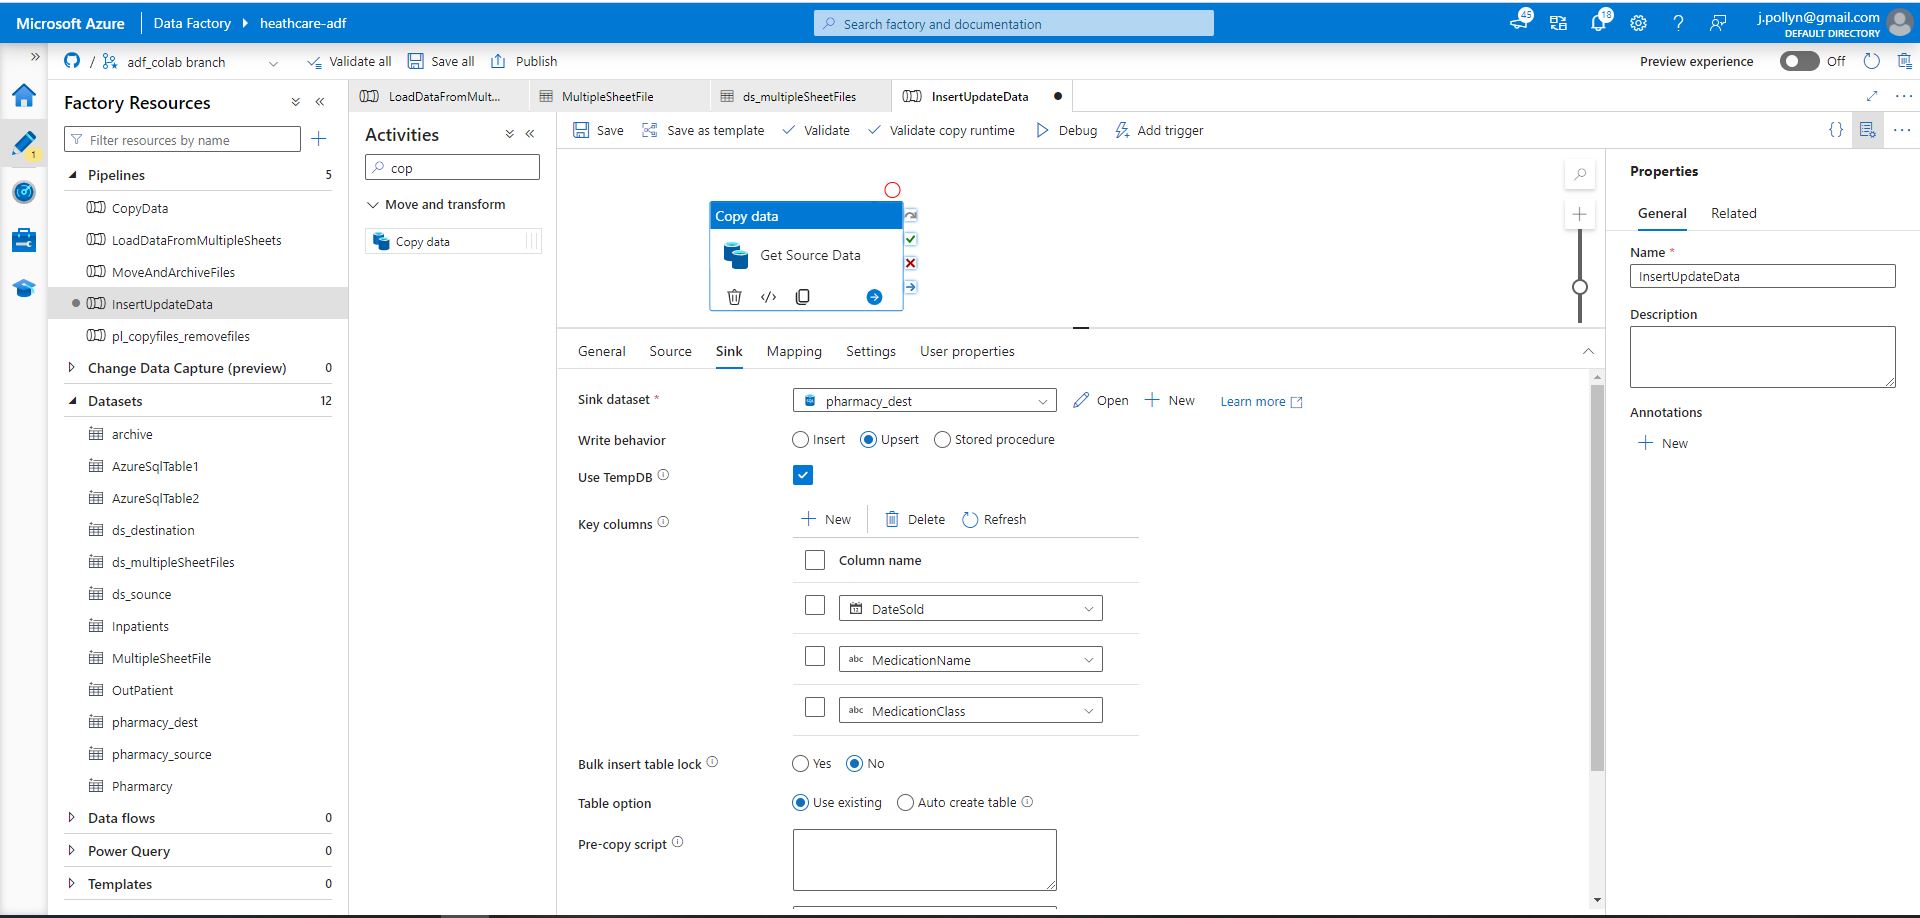 Microsoft Azure
Data Factory
heathcare-adf
Search factory and documentation
45
18
j.pollyn@gmail.com
DEFAULT DIRECTORY
/ adf_colab branch
Validate all
Save all
Publish
Preview experience
Off
Factory Resources
Filter resources by name
1
Pipelines 5
CopyData
LoadDataFromMultipleSheets
MoveAndArchiveFiles
InsertUpdateData
pl_copyfiles_removefiles
Change Data Capture (preview) 0
Datasets 12
archive
AzureSqlTable1
AzureSqlTable2
ds_destination
ds_multipleSheetFiles
ds_source
Inpatients
MultipleSheetFile
OutPatient
pharmacy_dest
pharmacy_source
Pharmarcy
Data flows 0
Power Query 0
Templates 0
LoadDataFromMult...
MultipleSheetFile
ds_multipleSheetFiles
InsertUpdateData
Activities
cop
Move and transform
Copy data
Save
Save as template
Validate
Validate copy runtime
Debug
Add trigger
{}
Copy data
Get Source Data
General
Source
Sink
Mapping
Settings
User properties
Sink dataset *
pharmacy_dest
Open
New
Learn more
Write behavior
Insert
Upsert
Stored procedure
Use TempDB
Key columns
New
Delete
Refresh
Column name
DateSold
abc MedicationName
abc MedicationClass
Bulk insert table lock
Yes
No
Table option
Use existing
Auto create table
Pre-copy script
Properties
General
Related
Name *
InsertUpdateData
Description
Annotations
New